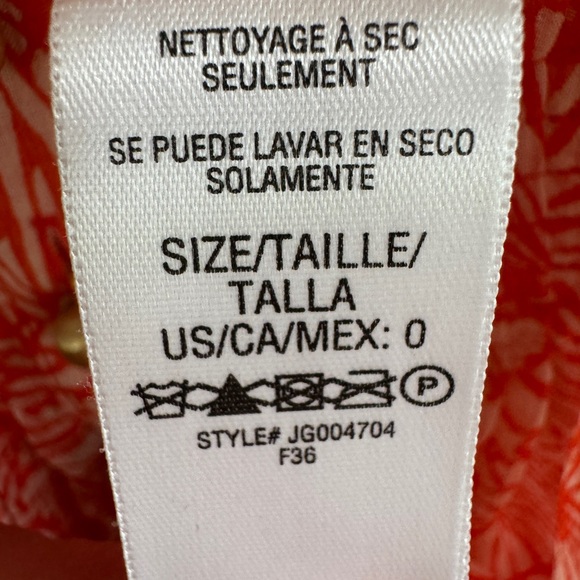 NETTOYAGE À SEC
SEULEMENT
SE PUEDE LAVAR EN SECO
SOLAMENTE
SIZE/TAILLE/
TALLA
US/CA/MEX: 0
P
STYLE# JG004704
F36